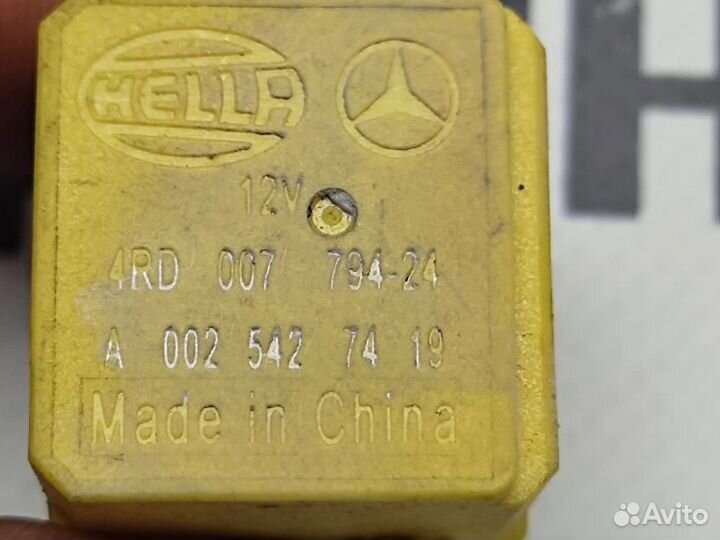 HELLA
12V
4RD 007 794-24
A 002 542 74 19
Made in China
Avito